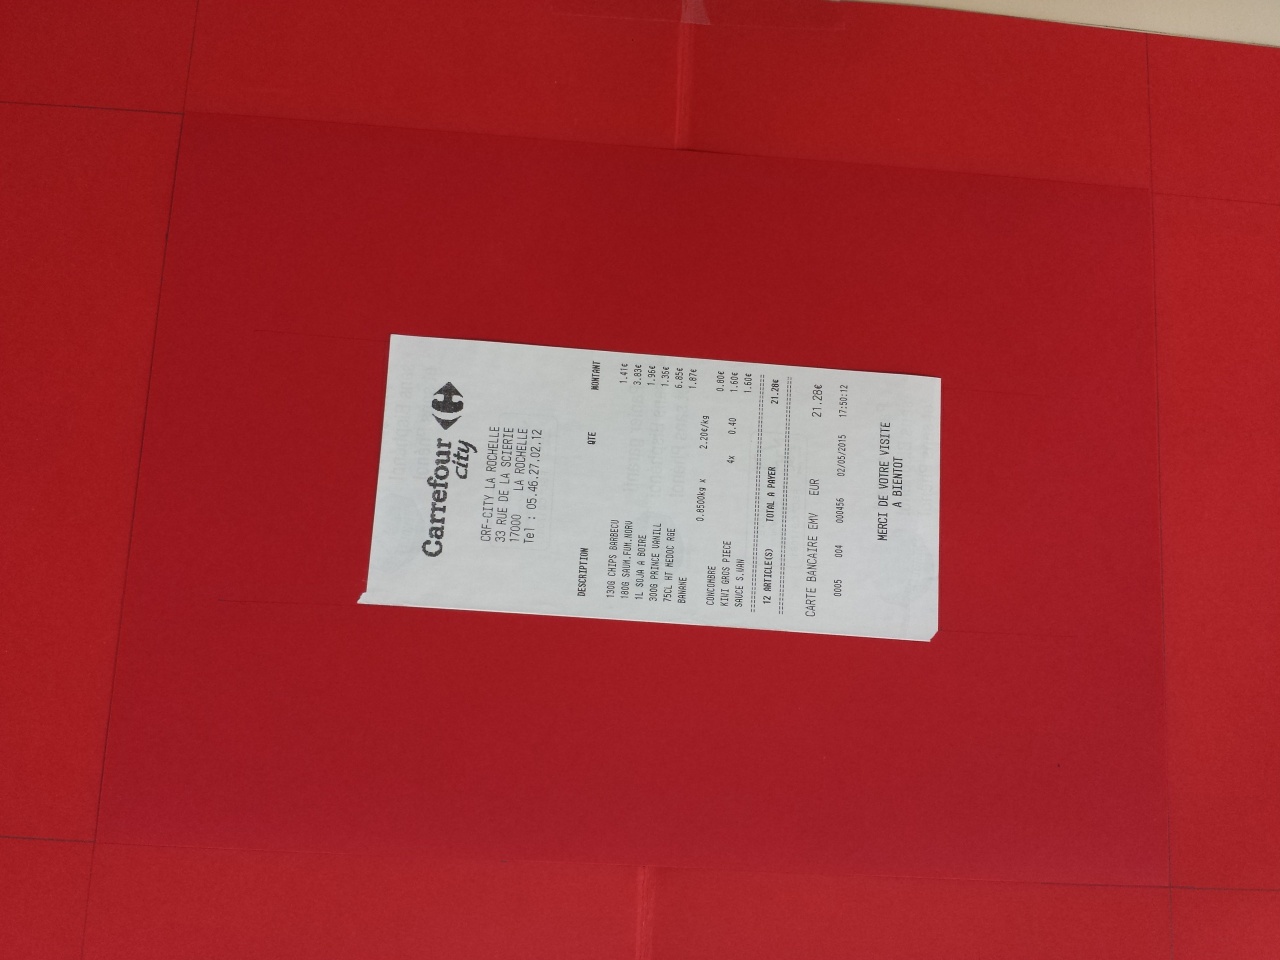 Carrefour
city
CRF-CITY LA ROCHELLE
33 RUE DE LA SCIERIE
17000 LA ROCHELLE
Tel : 05.46.27.02.12
DESCRIPTION QTE MONTANT
130G CHIPS BARBECU 1.41€
180G SAUM.FUM.NORV 3.83€
1L SOJA A BOIRE 1.96€
300G PRINCE VANILL 1.36€
75CL HT MEDOC RGE 6.85€
BANANE 1.87€
0.8500kg x 2.20€/kg
CONCOMBRE 0.80€
KIWI GROS PIECE 4x 0.40 1.60€
SAUCE S.VAN 1.60€
12 ARTICLE(S) TOTAL A PAYER 21.28€
CARTE BANCAIRE EMV EUR 21.28€
0005 004 000456 02/05/2015 17:50:12
MERCI DE VOTRE VISITE
A BIENTOT